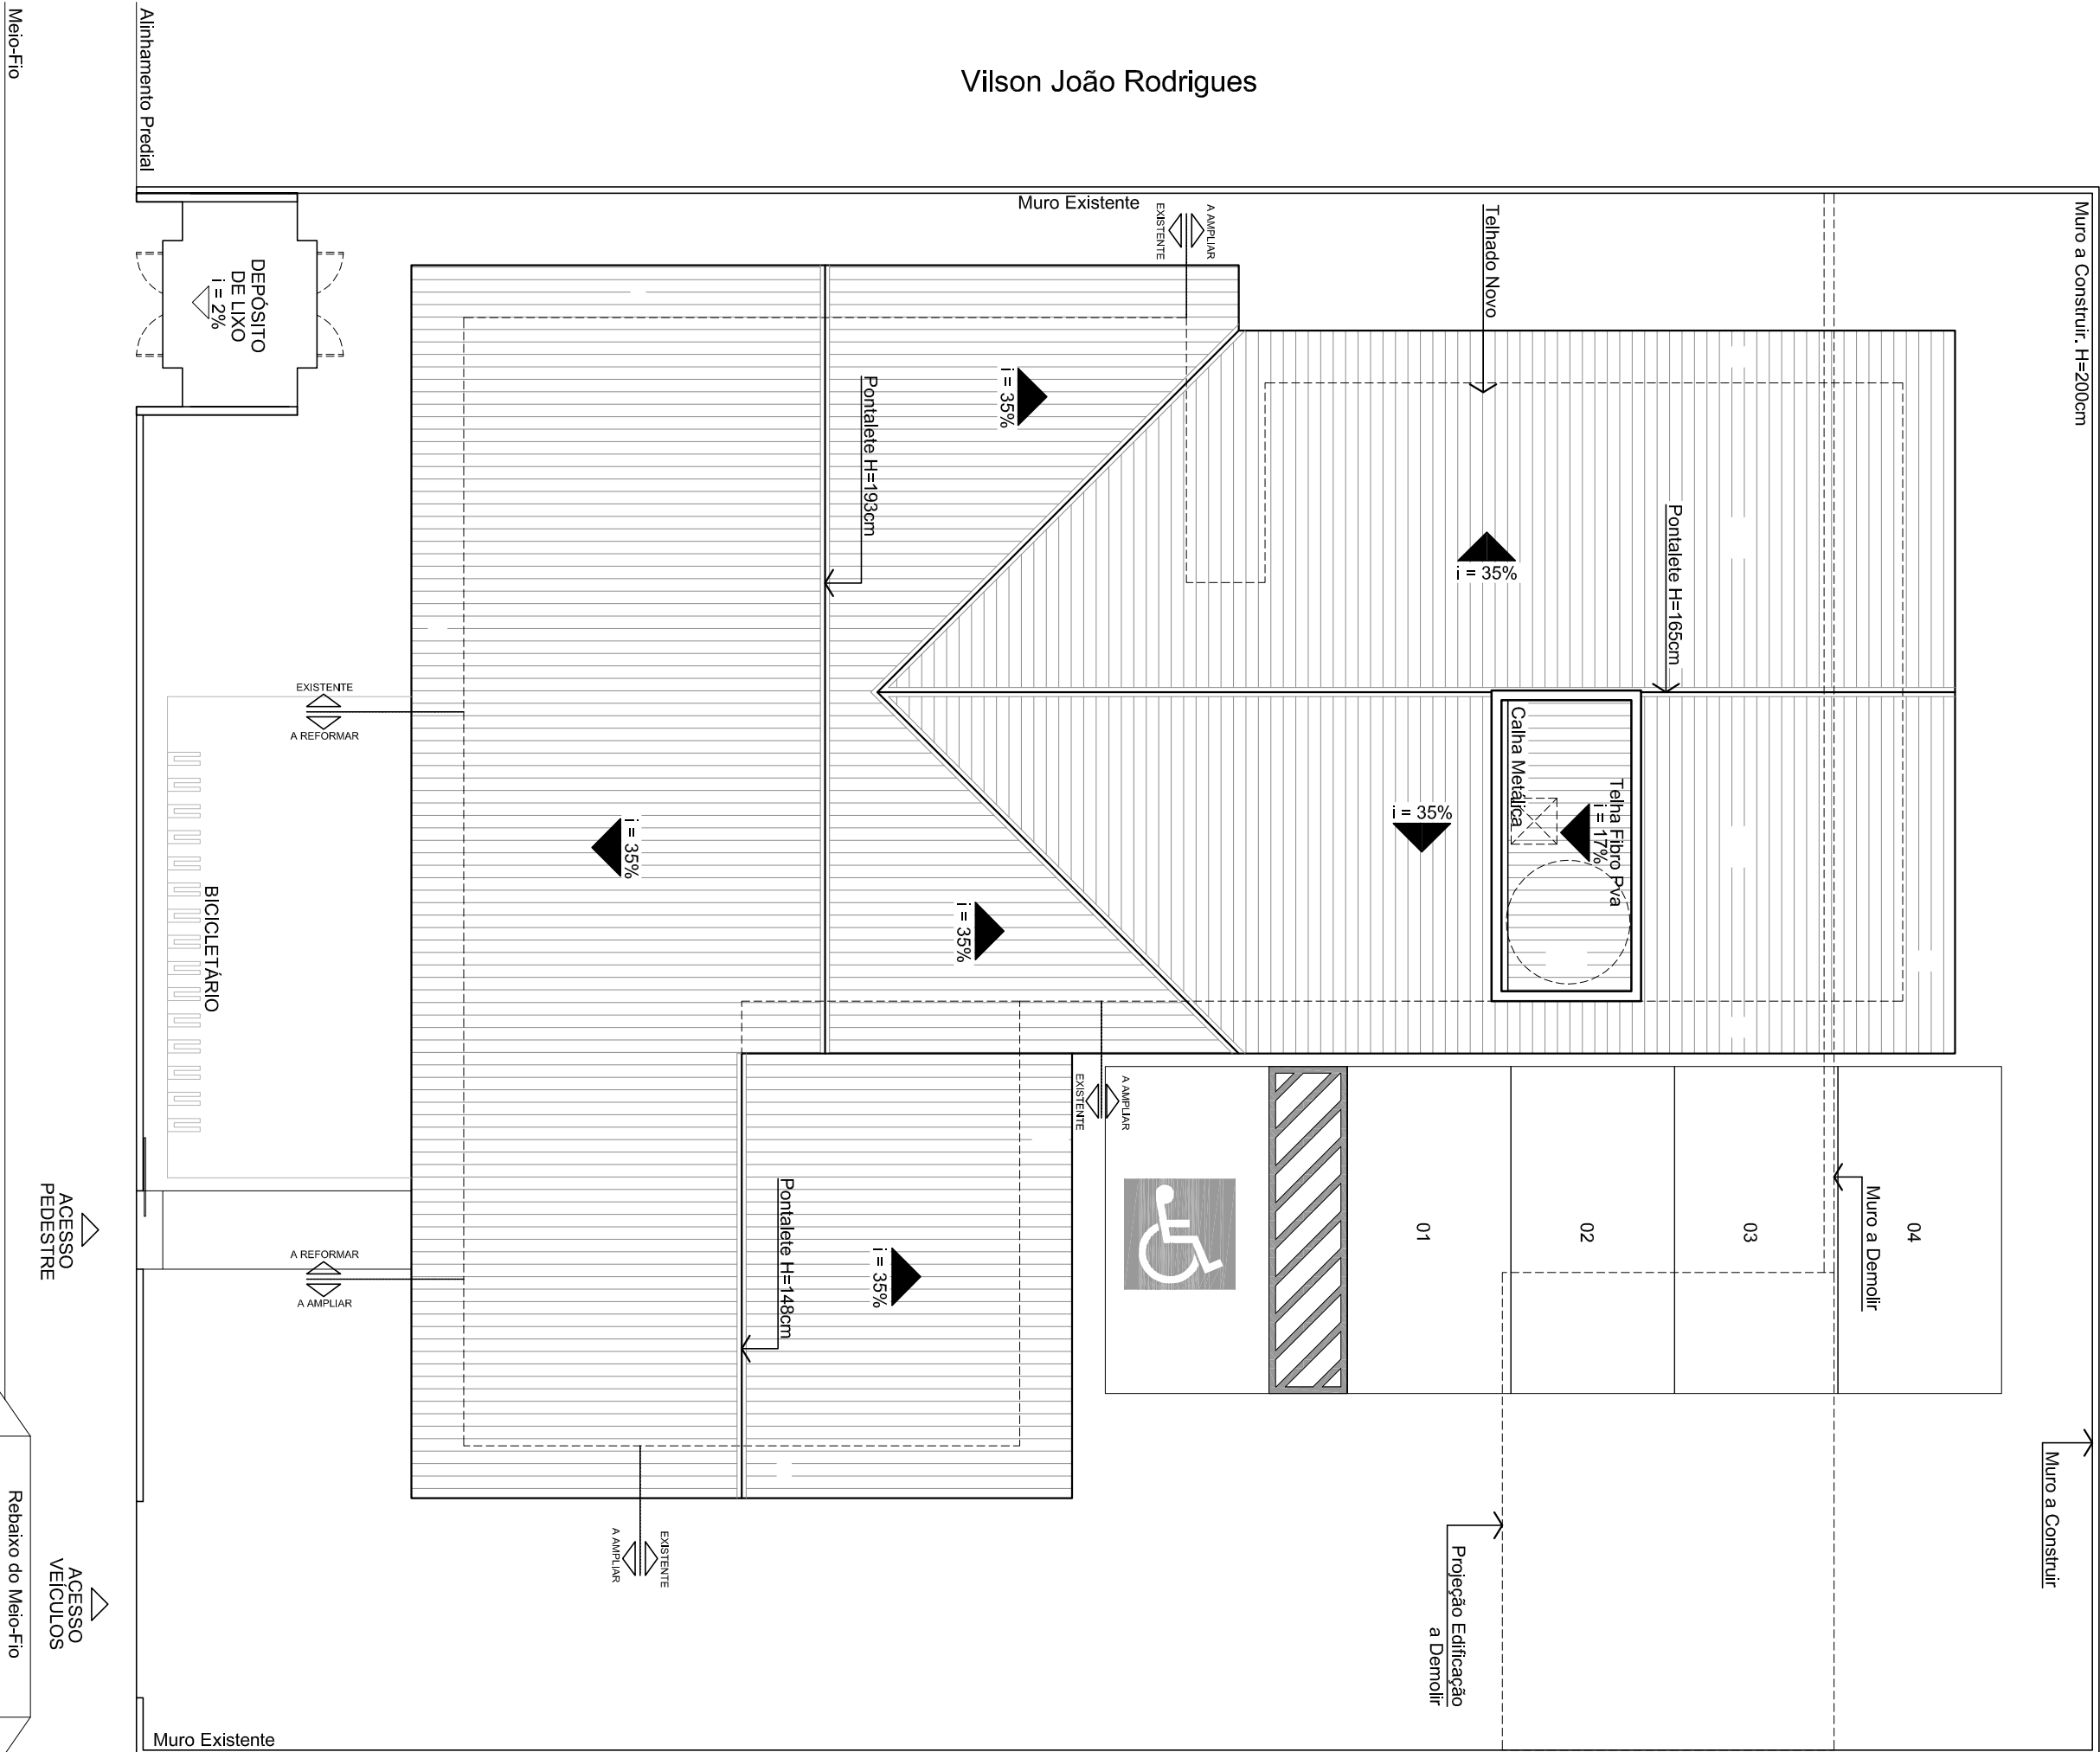 Vilson João Rodrigues
Meio-Fio
Alinhamento Predial
Muro Existente
Muro a Construir. H=200cm
A AMPLIAR
EXISTENTE
Telhado Novo
DEPÓSITO
DE LIXO
i = 2%
i = 35%
Pontalete H=193cm
i = 35%
Pontalete H=165cm
EXISTENTE
A REFORMAR
Calha Metálica
Telha Fibro Pva
i = 17%
i = 35%
i = 35%
i = 35%
BICICLETÁRIO
A AMPLIAR
EXISTENTE
01
02
03
04
Muro a Demolir
ACESSO
PEDESTRE
A REFORMAR
A AMPLIAR
Pontalete H=148cm
i = 35%
Muro a Construir
EXISTENTE
A AMPLIAR
Projeção Edificação
a Demolir
ACESSO
VEÍCULOS
Rebaixo do Meio-Fio
Muro Existente